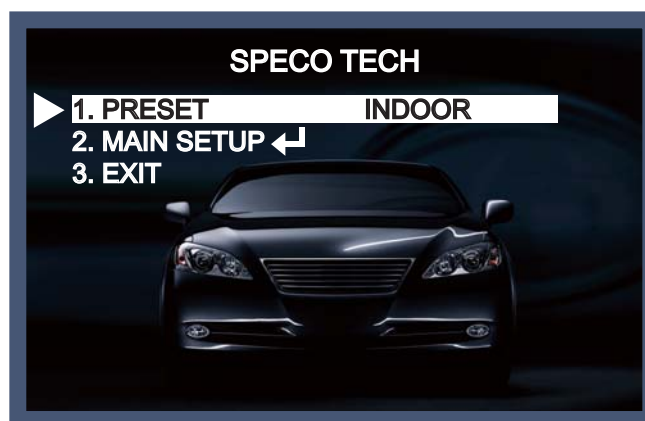 SPECO TECH
1. PRESET INDOOR
2. MAIN SETUP
3. EXIT